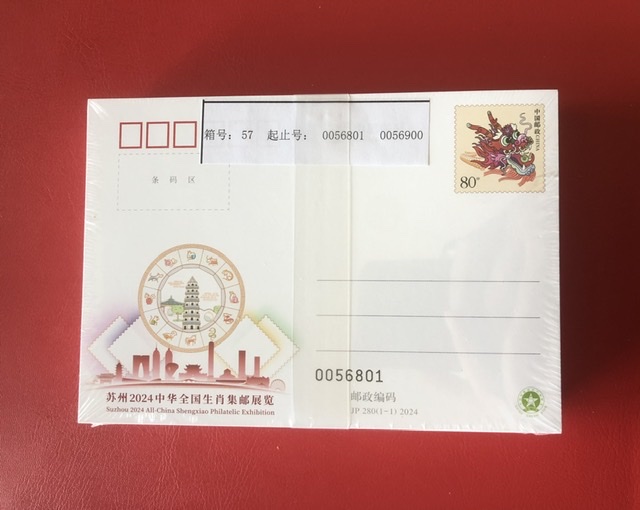 箱号: 57 起止号: 0056801 0056900
中国邮政
CHINA
80分
条码区
0056801
邮政编码
JP 280(1-1) 2024
苏州2024中华全国生肖集邮展览
Suzhou 2024 All-China Shengxiao Philatelic Exhibition